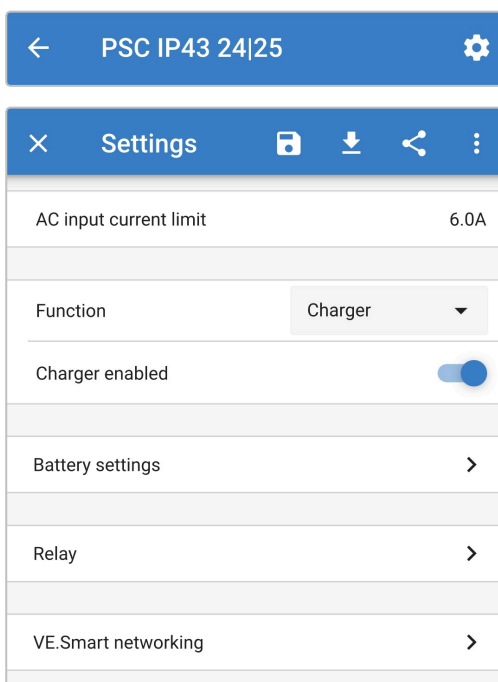 PSC IP43 24|25
Settings
AC input current limit 6.0A
Function Charger
Charger enabled
Battery settings
Relay
VE.Smart networking